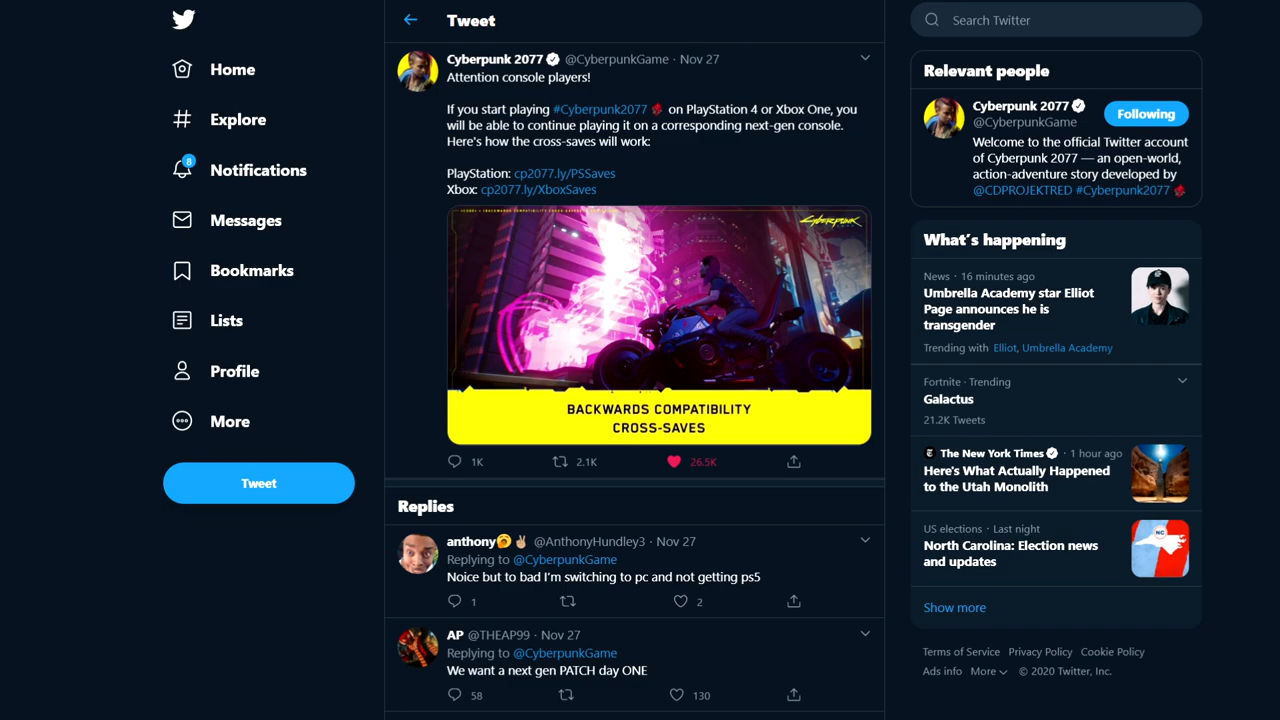 Home
Explore
8
Notifications
Messages
Bookmarks
Lists
Profile
More
Tweet
Tweet
Cyberpunk 2077 @CyberpunkGame · Nov 27
Attention console players!
If you start playing #Cyberpunk2077 on PlayStation 4 or Xbox One, you
will be able to continue playing it on a corresponding next-gen console.
Here's how the cross-saves will work:
PlayStation: cp2077.ly/PSSaves
Xbox: cp2077.ly/XboxSaves
Cyberpunk
BACKWARDS COMPATIBILITY
CROSS-SAVES
1K 2.1K 26.5K
Replies
anthony @AnthonyHundley3 · Nov 27
Replying to @CyberpunkGame
Noice but to bad I'm switching to pc and not getting ps5
1 2
AP @THEAP99 · Nov 27
Replying to @CyberpunkGame
We want a next gen PATCH day ONE
58 130
Search Twitter
Relevant people
Cyberpunk 2077
@CyberpunkGame
Following
Welcome to the official Twitter account
of Cyberpunk 2077 — an open-world,
action-adventure story developed by
@CDPROJEKTRED #Cyberpunk2077
What's happening
News · 16 minutes ago
Umbrella Academy star Elliot
Page announces he is
transgender
Trending with Elliot, Umbrella Academy
Fortnite · Trending
Galactus
21.2K Tweets
The New York Times · 1 hour ago
Here's What Actually Happened
to the Utah Monolith
US elections · Last night
North Carolina: Election news
and updates
NC
Show more
Terms of Service Privacy Policy Cookie Policy
Ads info More © 2020 Twitter, Inc.